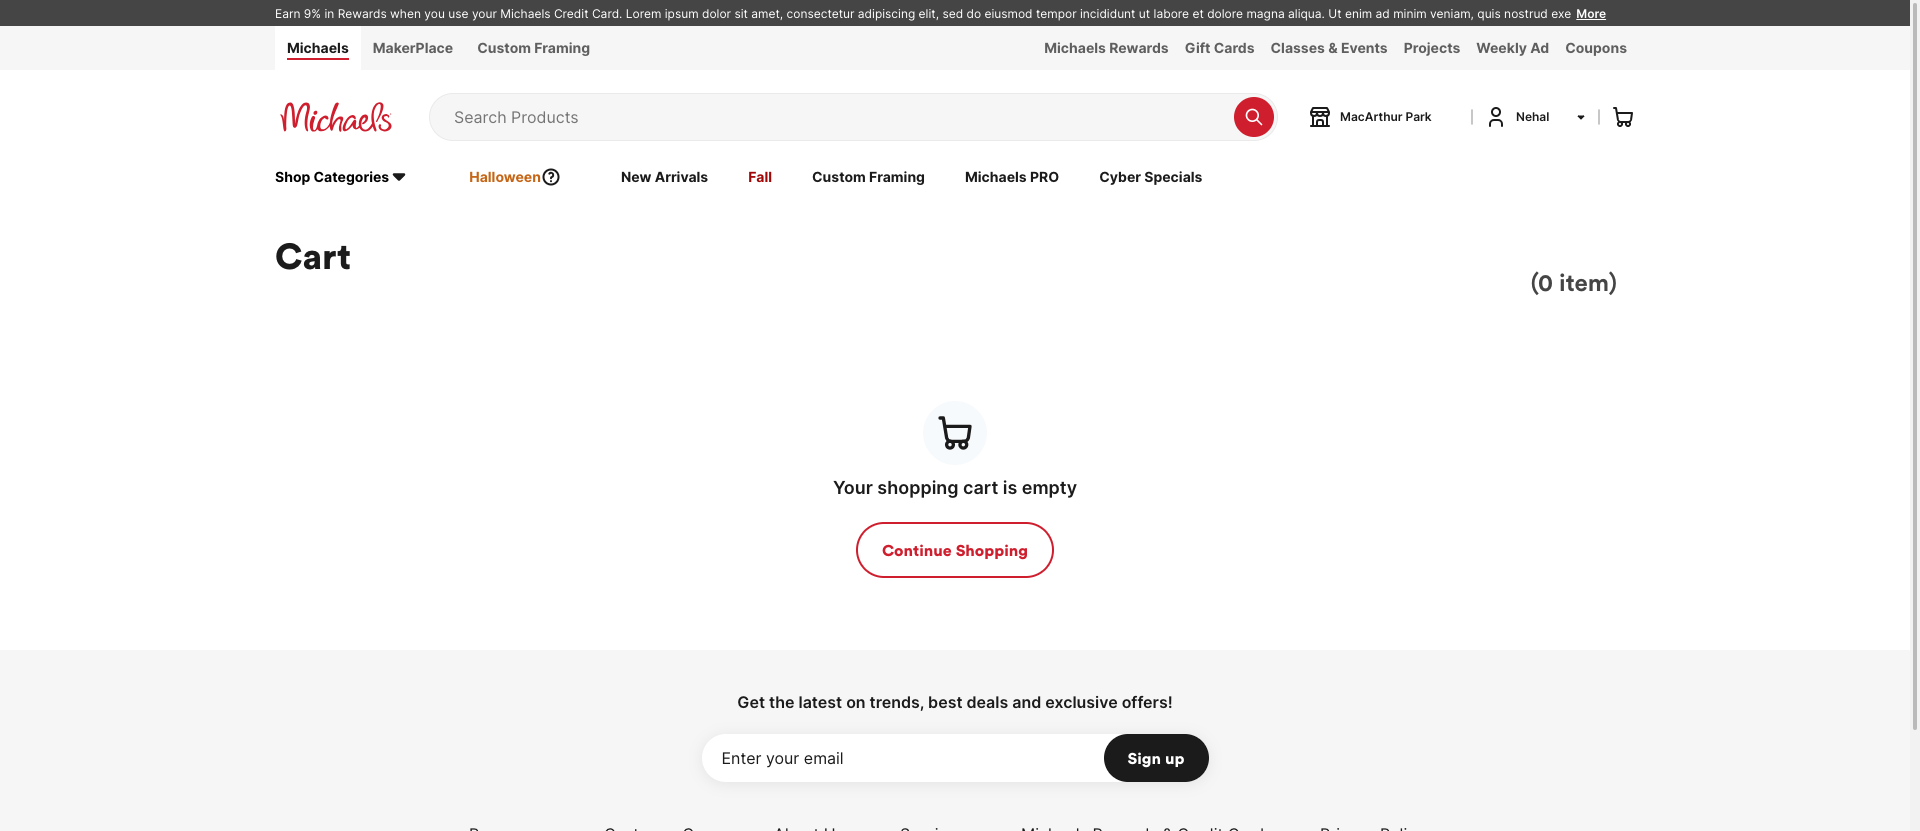 Earn 9% in Rewards when you use your Michaels Credit Card. Lorem ipsum dolor sit amet, consectetur adipiscing elit, sed do eiusmod tempor incididunt ut labore et dolore magna aliqua. Ut enim ad minim veniam, quis nostrud exe More
Michaels MakerPlace Custom Framing Michaels Rewards Gift Cards Classes & Events Projects Weekly Ad Coupons
Michaels Search Products MacArthur Park Nehal
Shop Categories Halloween New Arrivals Fall Custom Framing Michaels PRO Cyber Specials
Cart
(0 item)
Your shopping cart is empty
Continue Shopping
Get the latest on trends, best deals and exclusive offers!
Enter your email Sign up